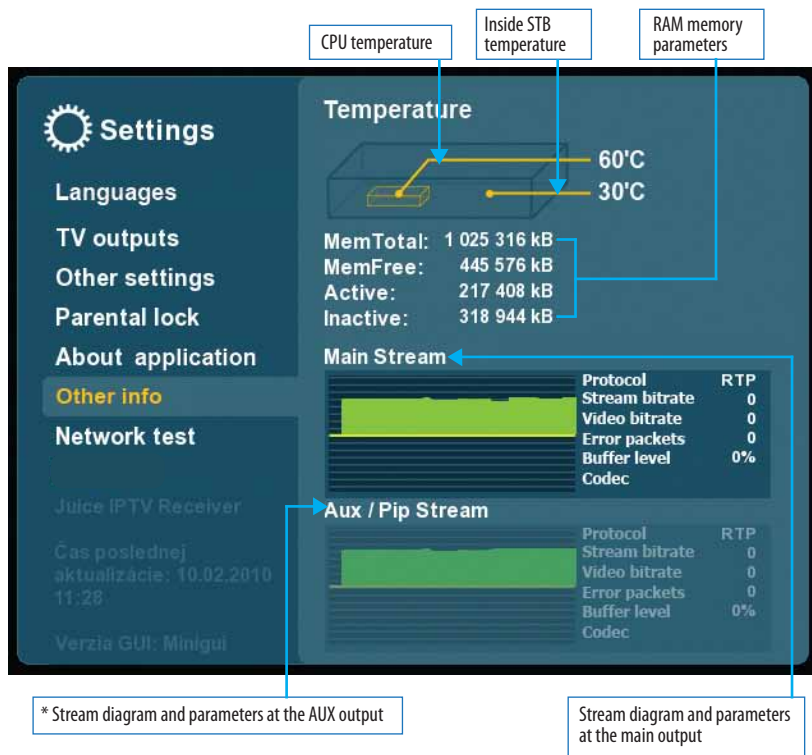 CPU temperature
Inside STB
temperature
RAM memory
parameters
Settings
Languages
TV outputs
Other settings
Parental lock
About application
Other info
Network test
Juice IPTV Receiver
Čas poslednej
aktualizácie: 10.02.2010
11:28
Verzia GUI: Minigui
Temperature
60'C
30'C
MemTotal: 1 025 316 kB
MemFree: 445 576 kB
Active: 217 408 kB
Inactive: 318 944 kB
Main Stream
Protocol RTP
Stream bitrate 0
Video bitrate 0
Error packets 0
Buffer level 0%
Codec
Aux / Pip Stream
Protocol RTP
Stream bitrate 0
Video bitrate 0
Error packets 0
Buffer level 0%
Codec
* Stream diagram and parameters at the AUX output
Stream diagram and parameters
at the main output